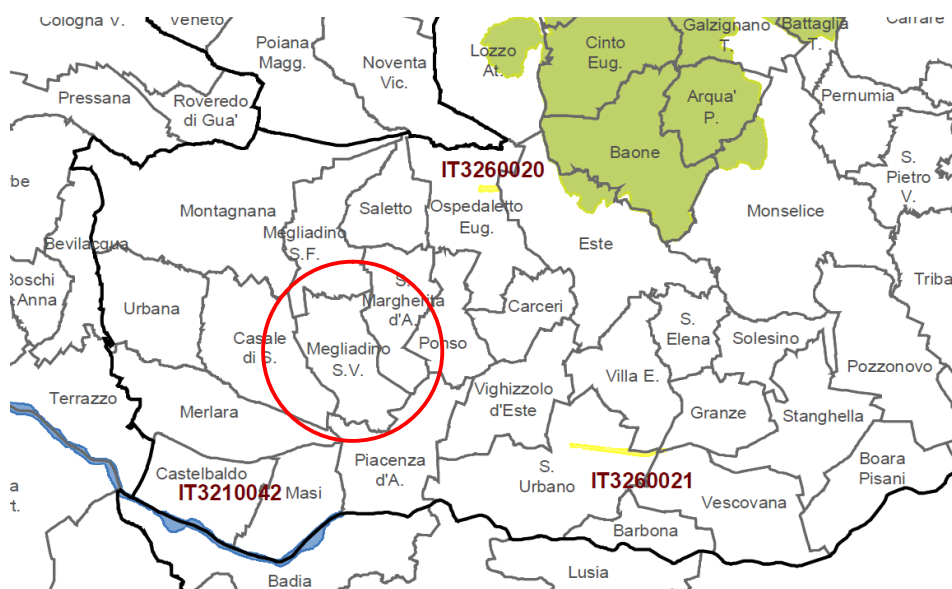 Cologna V.
Veneto
Poiana
Magg.
Noventa
Vic.
Lozzo
At.
Cinto
Eug.
Galzignano
T.
Battaglia
T.
Carrare
Pressana
Roveredo
di Gua'
Arqua'
P.
Pernumia
Baone
S.
Pietro
V.
IT3260020
be
Montagnana
Saletto
Ospedaletto
Eug.
Monselice
Megliadino
S.F.
Este
Bevilacqua
Boschi
Anna
Urbana
S.
Margherita
d'A.
Carceri
Triba
Casale
di S.
Megliadino
S.V.
Ponso
S.
Elena
Solesino
Villa E.
Pozzonovo
Terrazzo
Merlara
Vighizzolo
d'Este
Granze
Stanghella
Castelbaldo
IT3210042
Masi
Piacenza
d'A.
S.
Urbano
IT3260021
Boara
Pisani
a
t.
Vescovana
Barbona
Badia
Lusia